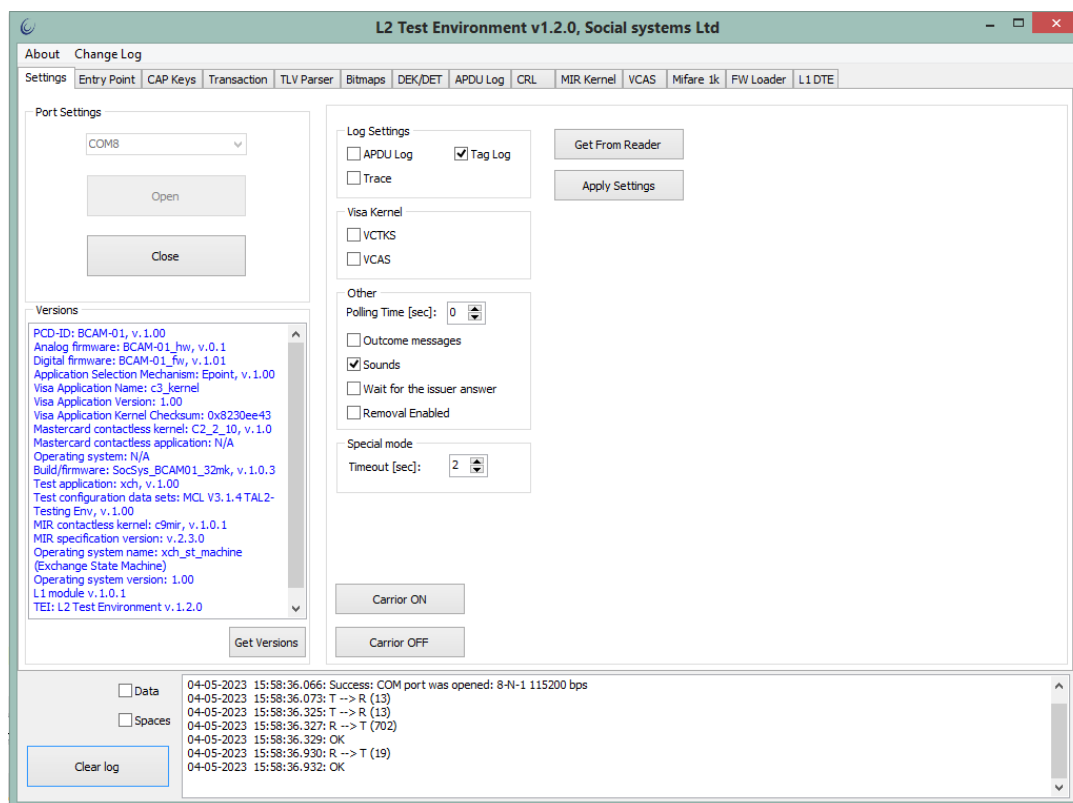 L2 Test Environment v1.2.0, Social systems Ltd
About Change Log
Settings Entry Point CAP Keys Transaction TLV Parser Bitmaps DEK/DET APDU Log CRL MIR Kernel VCAS Mifare 1k FW Loader L1 DTE
Port Settings
COM8
Open
Close
Versions
PCD-ID: BCAM-01, v.1.00
Analog firmware: BCAM-01_hw, v.0.1
Digital firmware: BCAM-01_fw, v.1.01
Application Selection Mechanism: Epoint, v.1.00
Visa Application Name: c3_kernel
Visa Application Version: 1.00
Visa Application Kernel Checksum: 0x8230ee43
Mastercard contactless kernel: C2_2_10, v.1.0
Mastercard contactless application: N/A
Operating system: N/A
Build/firmware: SocSys_BCAM01_32mk, v.1.0.3
Test application: xch, v.1.00
Test configuration data sets: MCL V3.1.4 TAL2-
Testing Env, v.1.00
MIR contactless kernel: c9mir, v.1.0.1
MIR specification version: v.2.3.0
Operating system name: xch_st_machine
(Exchange State Machine)
Operating system version: 1.00
L1 module v.1.0.1
TEI: L2 Test Environment v.1.2.0
Get Versions
Log Settings
APDU Log Tag Log
Trace
Visa Kernel
VCTKS
VCAS
Other
Polling Time [sec]: 0
Outcome messages
Sounds
Wait for the issuer answer
Removal Enabled
Special mode
Timeout [sec]: 2
Carrior ON
Carrior OFF
Get From Reader
Apply Settings
Data
Spaces
Clear log
04-05-2023 15:58:36.066: Success: COM port was opened: 8-N-1 115200 bps
04-05-2023 15:58:36.073: T --> R (13)
04-05-2023 15:58:36.325: T --> R (13)
04-05-2023 15:58:36.327: R --> T (702)
04-05-2023 15:58:36.329: OK
04-05-2023 15:58:36.930: R --> T (19)
04-05-2023 15:58:36.932: OK